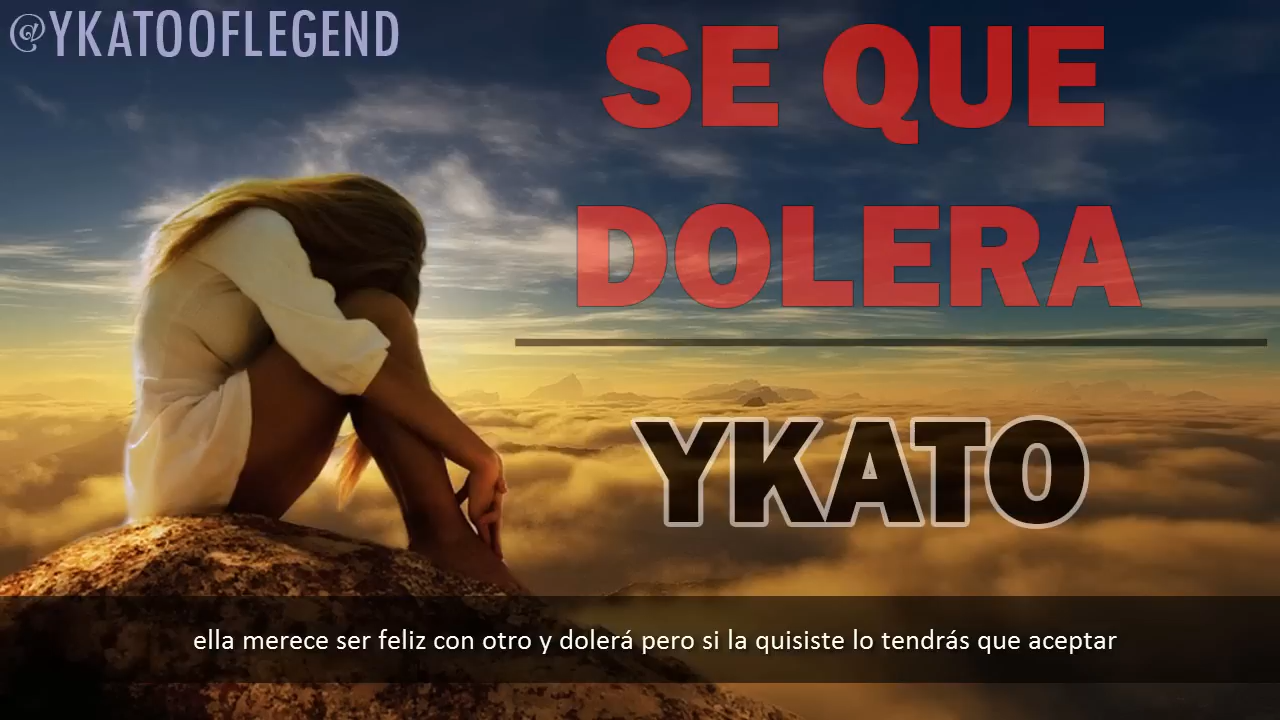 @YKATOOFLEGEND
SE QUE
DOLERA
YKATO
ella merece ser feliz con otro y dolerá pero si la quisiste lo tendrás que aceptar